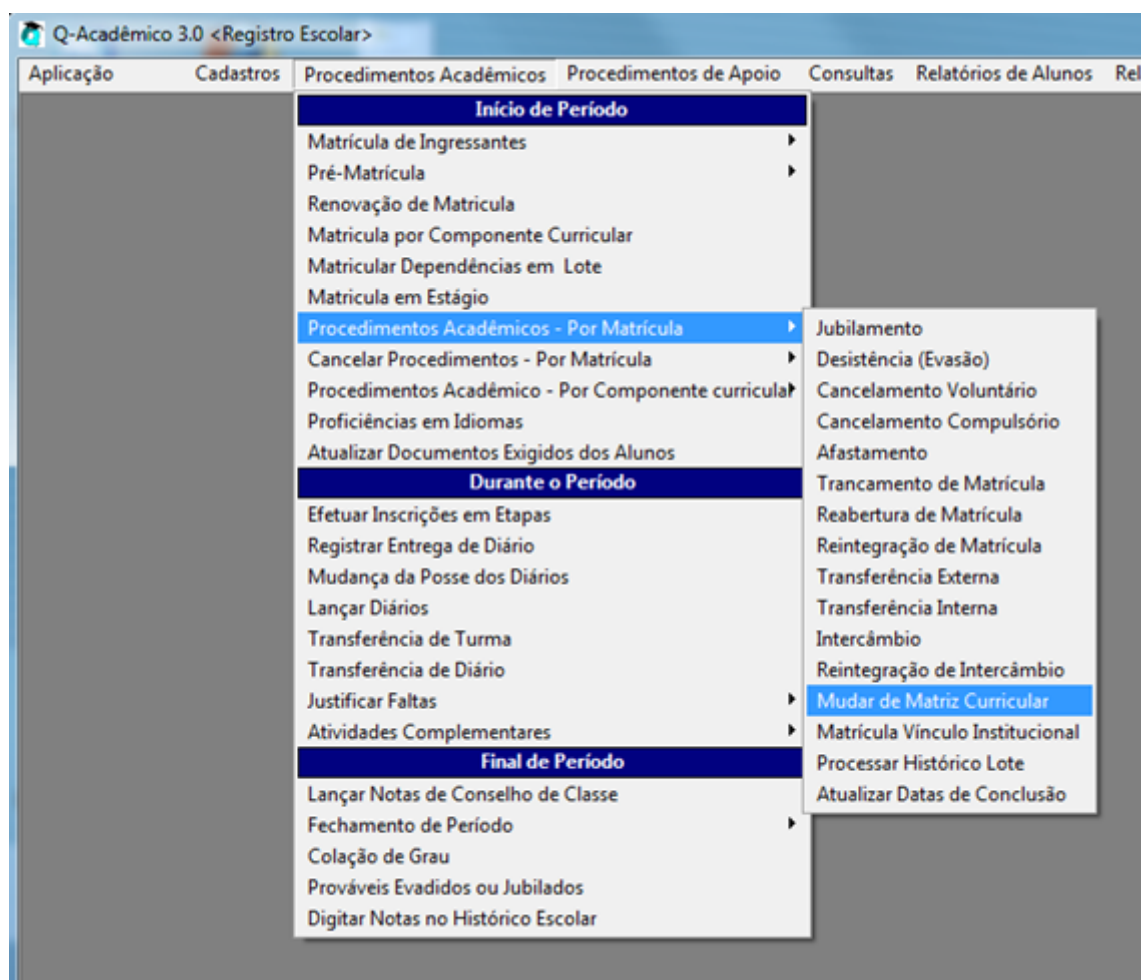 Q-Acadêmico 3.0 <Registro Escolar>
Aplicação Cadastros Procedimentos Acadêmicos Procedimentos de Apoio Consultas Relatórios de Alunos Rel
Início de Período
Matrícula de Ingressantes
Pré-Matrícula
Renovação de Matricula
Matricula por Componente Curricular
Matricular Dependências em Lote
Matricula em Estágio
Procedimentos Acadêmicos - Por Matrícula
Cancelar Procedimentos - Por Matrícula
Procedimentos Acadêmico - Por Componente curricular
Proficiências em Idiomas
Atualizar Documentos Exigidos dos Alunos
Durante o Período
Efetuar Inscrições em Etapas
Registrar Entrega de Diário
Mudança da Posse dos Diários
Lançar Diários
Transferência de Turma
Transferência de Diário
Justificar Faltas
Atividades Complementares
Final de Período
Lançar Notas de Conselho de Classe
Fechamento de Período
Colação de Grau
Prováveis Evadidos ou Jubilados
Digitar Notas no Histórico Escolar
Jubilamento
Desistência (Evasão)
Cancelamento Voluntário
Cancelamento Compulsório
Afastamento
Trancamento de Matrícula
Reabertura de Matrícula
Reintegração de Matrícula
Transferência Externa
Transferência Interna
Intercâmbio
Reintegração de Intercâmbio
Mudar de Matriz Curricular
Matrícula Vínculo Institucional
Processar Histórico Lote
Atualizar Datas de Conclusão